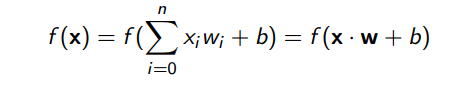 f(x) = f(∑_{i=0}^{n} x_i w_i + b) = f(x · w + b)